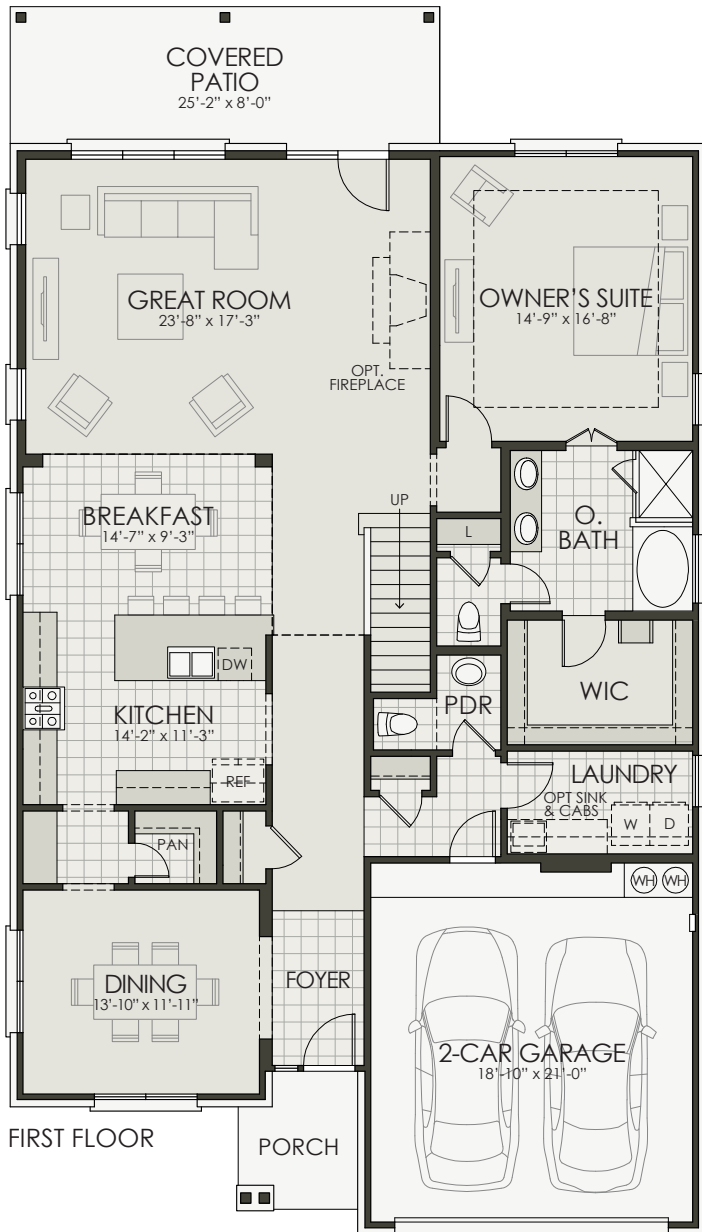 COVERED
PATIO
25'-2” x 8'-0”
GREAT ROOM
23'-8” x 17'-3”
OWNER'S SUITE
14'-9” x 16'-8”
OPT.
FIREPLACE
BREAKFAST
14'-7” x 9'-3”
UP
L
O.
BATH
DW
KITCHEN
14'-2” x 11'-3”
REF
PDR
WIC
LAUNDRY
OPT SINK
& CABS
W
D
PAN
WH
WH
DINING
13'-10” x 11'-11”
FOYER
2-CAR GARAGE
18'-10” x 21'-0”
FIRST FLOOR
PORCH